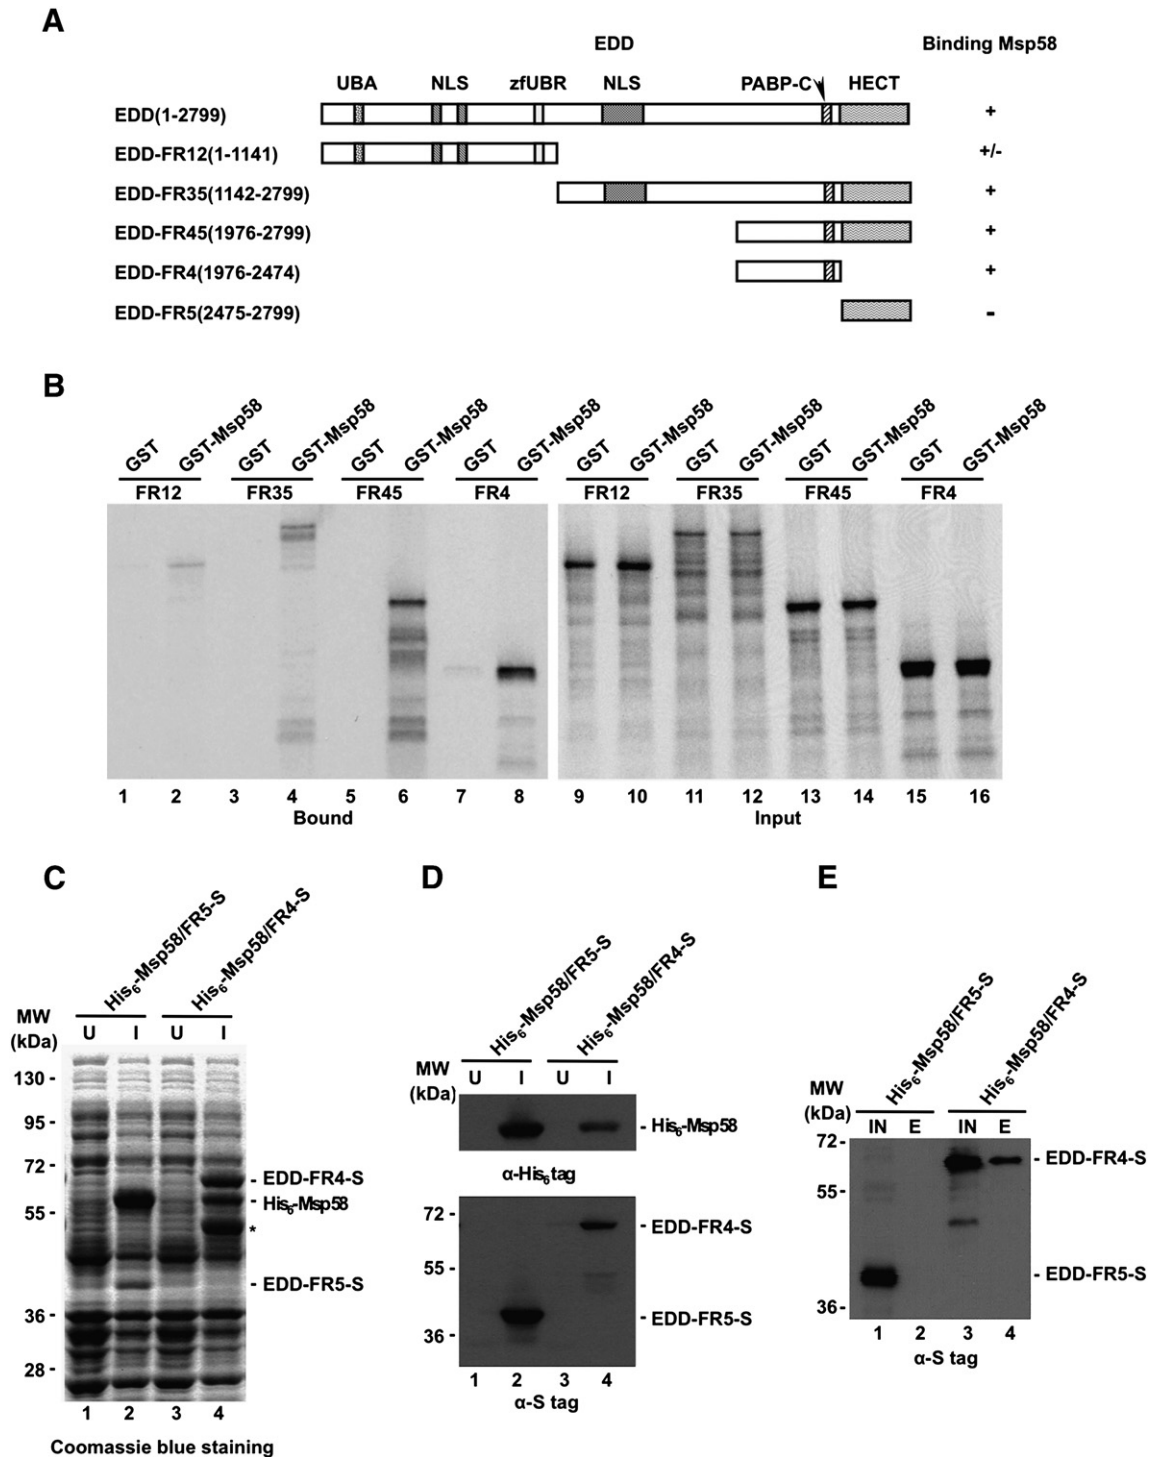 A
EDD
Binding Msp58
UBA NLS zfUBR NLS PABP-C HECT
EDD(1-2799) +
EDD-FR12(1-1141) +/-
EDD-FR35(1142-2799) +
EDD-FR45(1976-2799) +
EDD-FR4(1976-2474) +
EDD-FR5(2475-2799) -
B
GST GST-Msp58 GST GST-Msp58 GST GST-Msp58 GST GST-Msp58 GST GST-Msp58 GST GST-Msp58 GST GST-Msp58 GST GST-Msp58
FR12 FR35 FR45 FR4 FR12 FR35 FR45 FR4
1 2 3 4 5 6 7 8 9 10 11 12 13 14 15 16
Bound Input
C
His6-Msp58/FR5-S His6-Msp58/FR4-S
MW
(kDa)
U I U I
130 -
95 -
72 -
- EDD-FR4-S
- His6-Msp58
55 -
*
- EDD-FR5-S
36 -
28 -
1 2 3 4
Coomassie blue staining
D
His6-Msp58/FR5-S His6-Msp58/FR4-S
MW
(kDa)
U I U I
- His6-Msp58
α-His6tag
72 -
- EDD-FR4-S
55 -
- EDD-FR5-S
36 -
1 2 3 4
α-S tag
E
His6-Msp58/FR5-S His6-Msp58/FR4-S
MW
(kDa)
IN E IN E
72 -
- EDD-FR4-S
55 -
- EDD-FR5-S
36 -
1 2 3 4
α-S tag